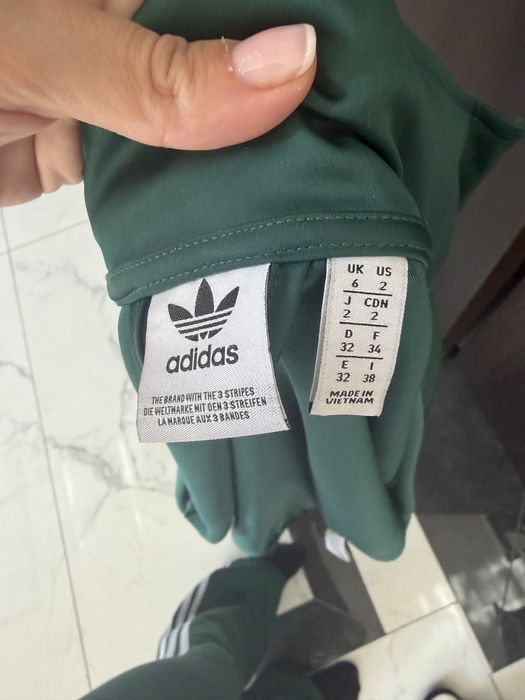 adidas
THE BRAND WITH THE 3 STRIPES
DIE WELTMARKE MIT DEN 3 STREIFEN
LA MARQUE AUX 3 BANDES
UK US
6 2
J CDN
2 2
D F
32 34
E I
32 38
MADE IN
VIETNAM